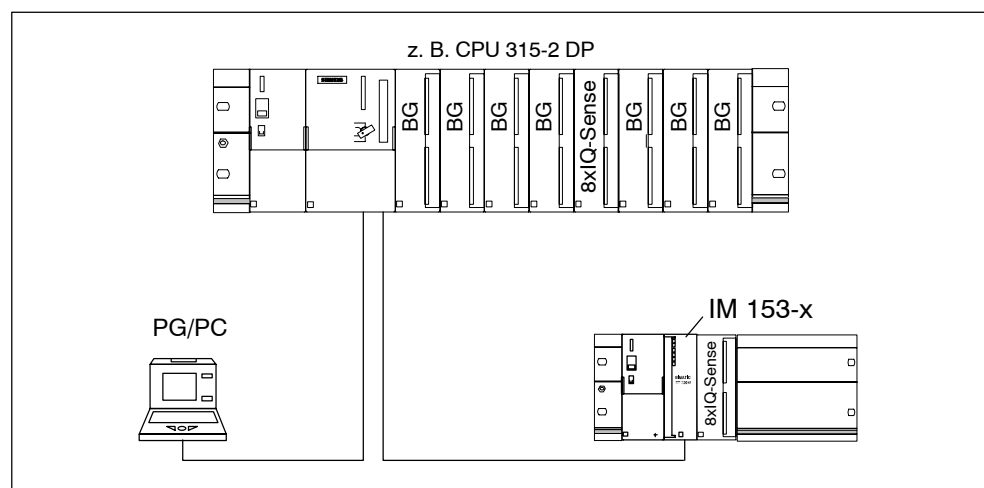 z. B. CPU 315-2 DP
SIEMENS
BG
BG
BG
BG
8xIQ-Sense
BG
BG
BG
PG/PC
IM 153-x
8xIQ-Sense